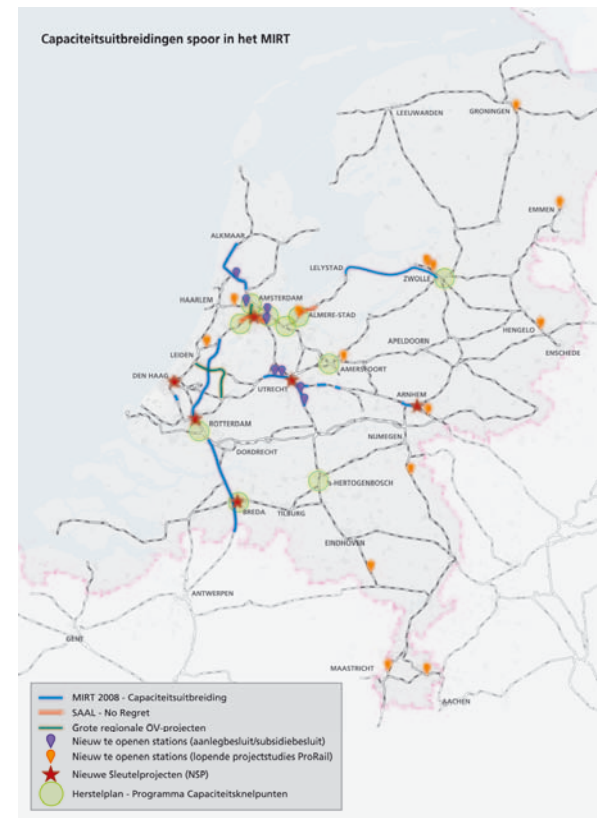 Capaciteitsuitbreidingen spoor in het MIRT
LEEUWARDEN
GRONINGEN
EMMEN
ALKMAAR
LELYSTAD
ZWOLLE
HAARLEM
AMSTERDAM
ALMERE-STAD
HENGELO
ENSCHEDE
APELDOORN
LEIDEN
AMERSFOORT
DEN HAAG
UTRECHT
ARNHEM
ROTTERDAM
NIJMEGEN
DORDRECHT
'S-HERTOGENBOSCH
BREDA
TILBURG
EINDHOVEN
ANTWERPEN
GENT
MAASTRICHT
AACHEN
MIRT 2008 - Capaciteitsuitbreiding
SAAL - No Regret
Grote regionale OV-projecten
Nieuw te openen stations (aanlegbesluit/subsidiebesluit)
Nieuw te openen stations (lopende projectstudies ProRail)
Nieuwe Sleutelprojecten (NSP)
Herstelplan - Programma Capaciteitsknelpunten